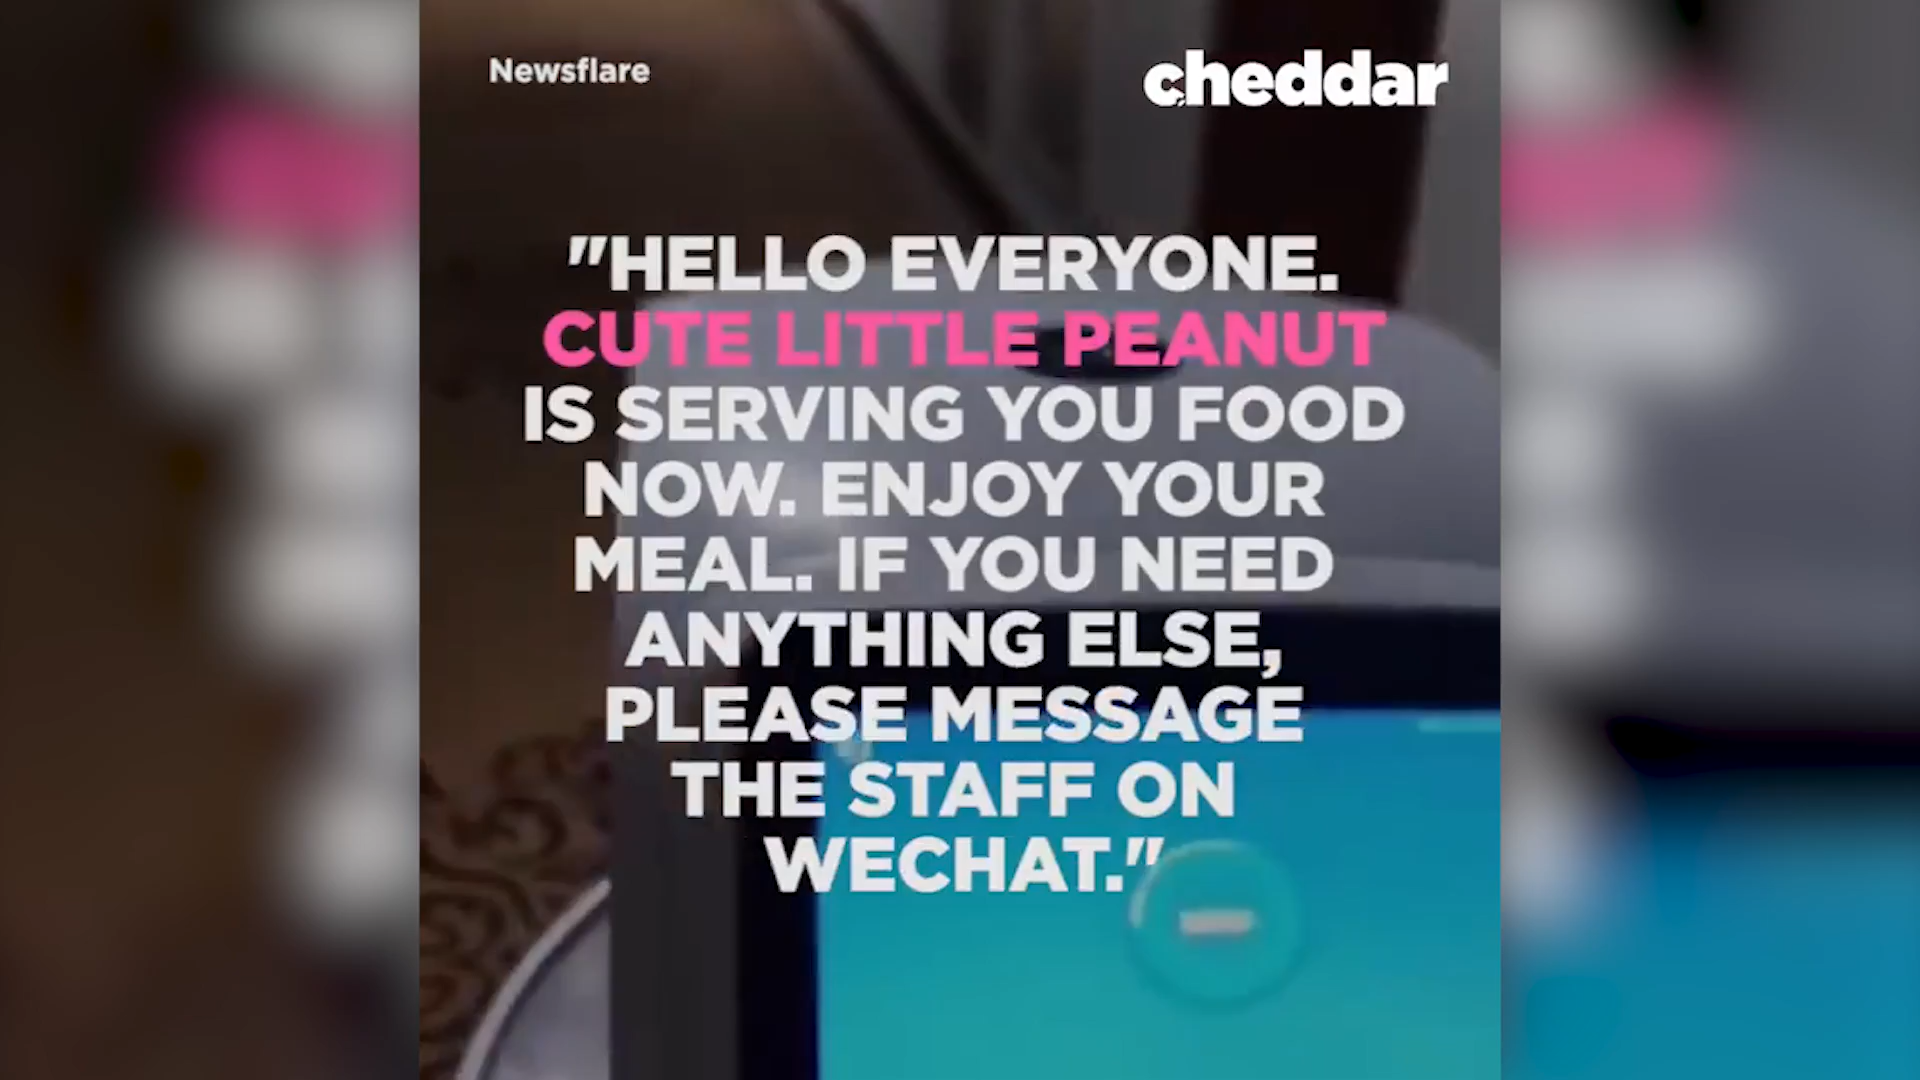 Newsflare
cheddar
"HELLO EVERYONE.
CUTE LITTLE PEANUT
IS SERVING YOU FOOD
NOW. ENJOY YOUR
MEAL. IF YOU NEED
ANYTHING ELSE,
PLEASE MESSAGE
THE STAFF ON
WECHAT."